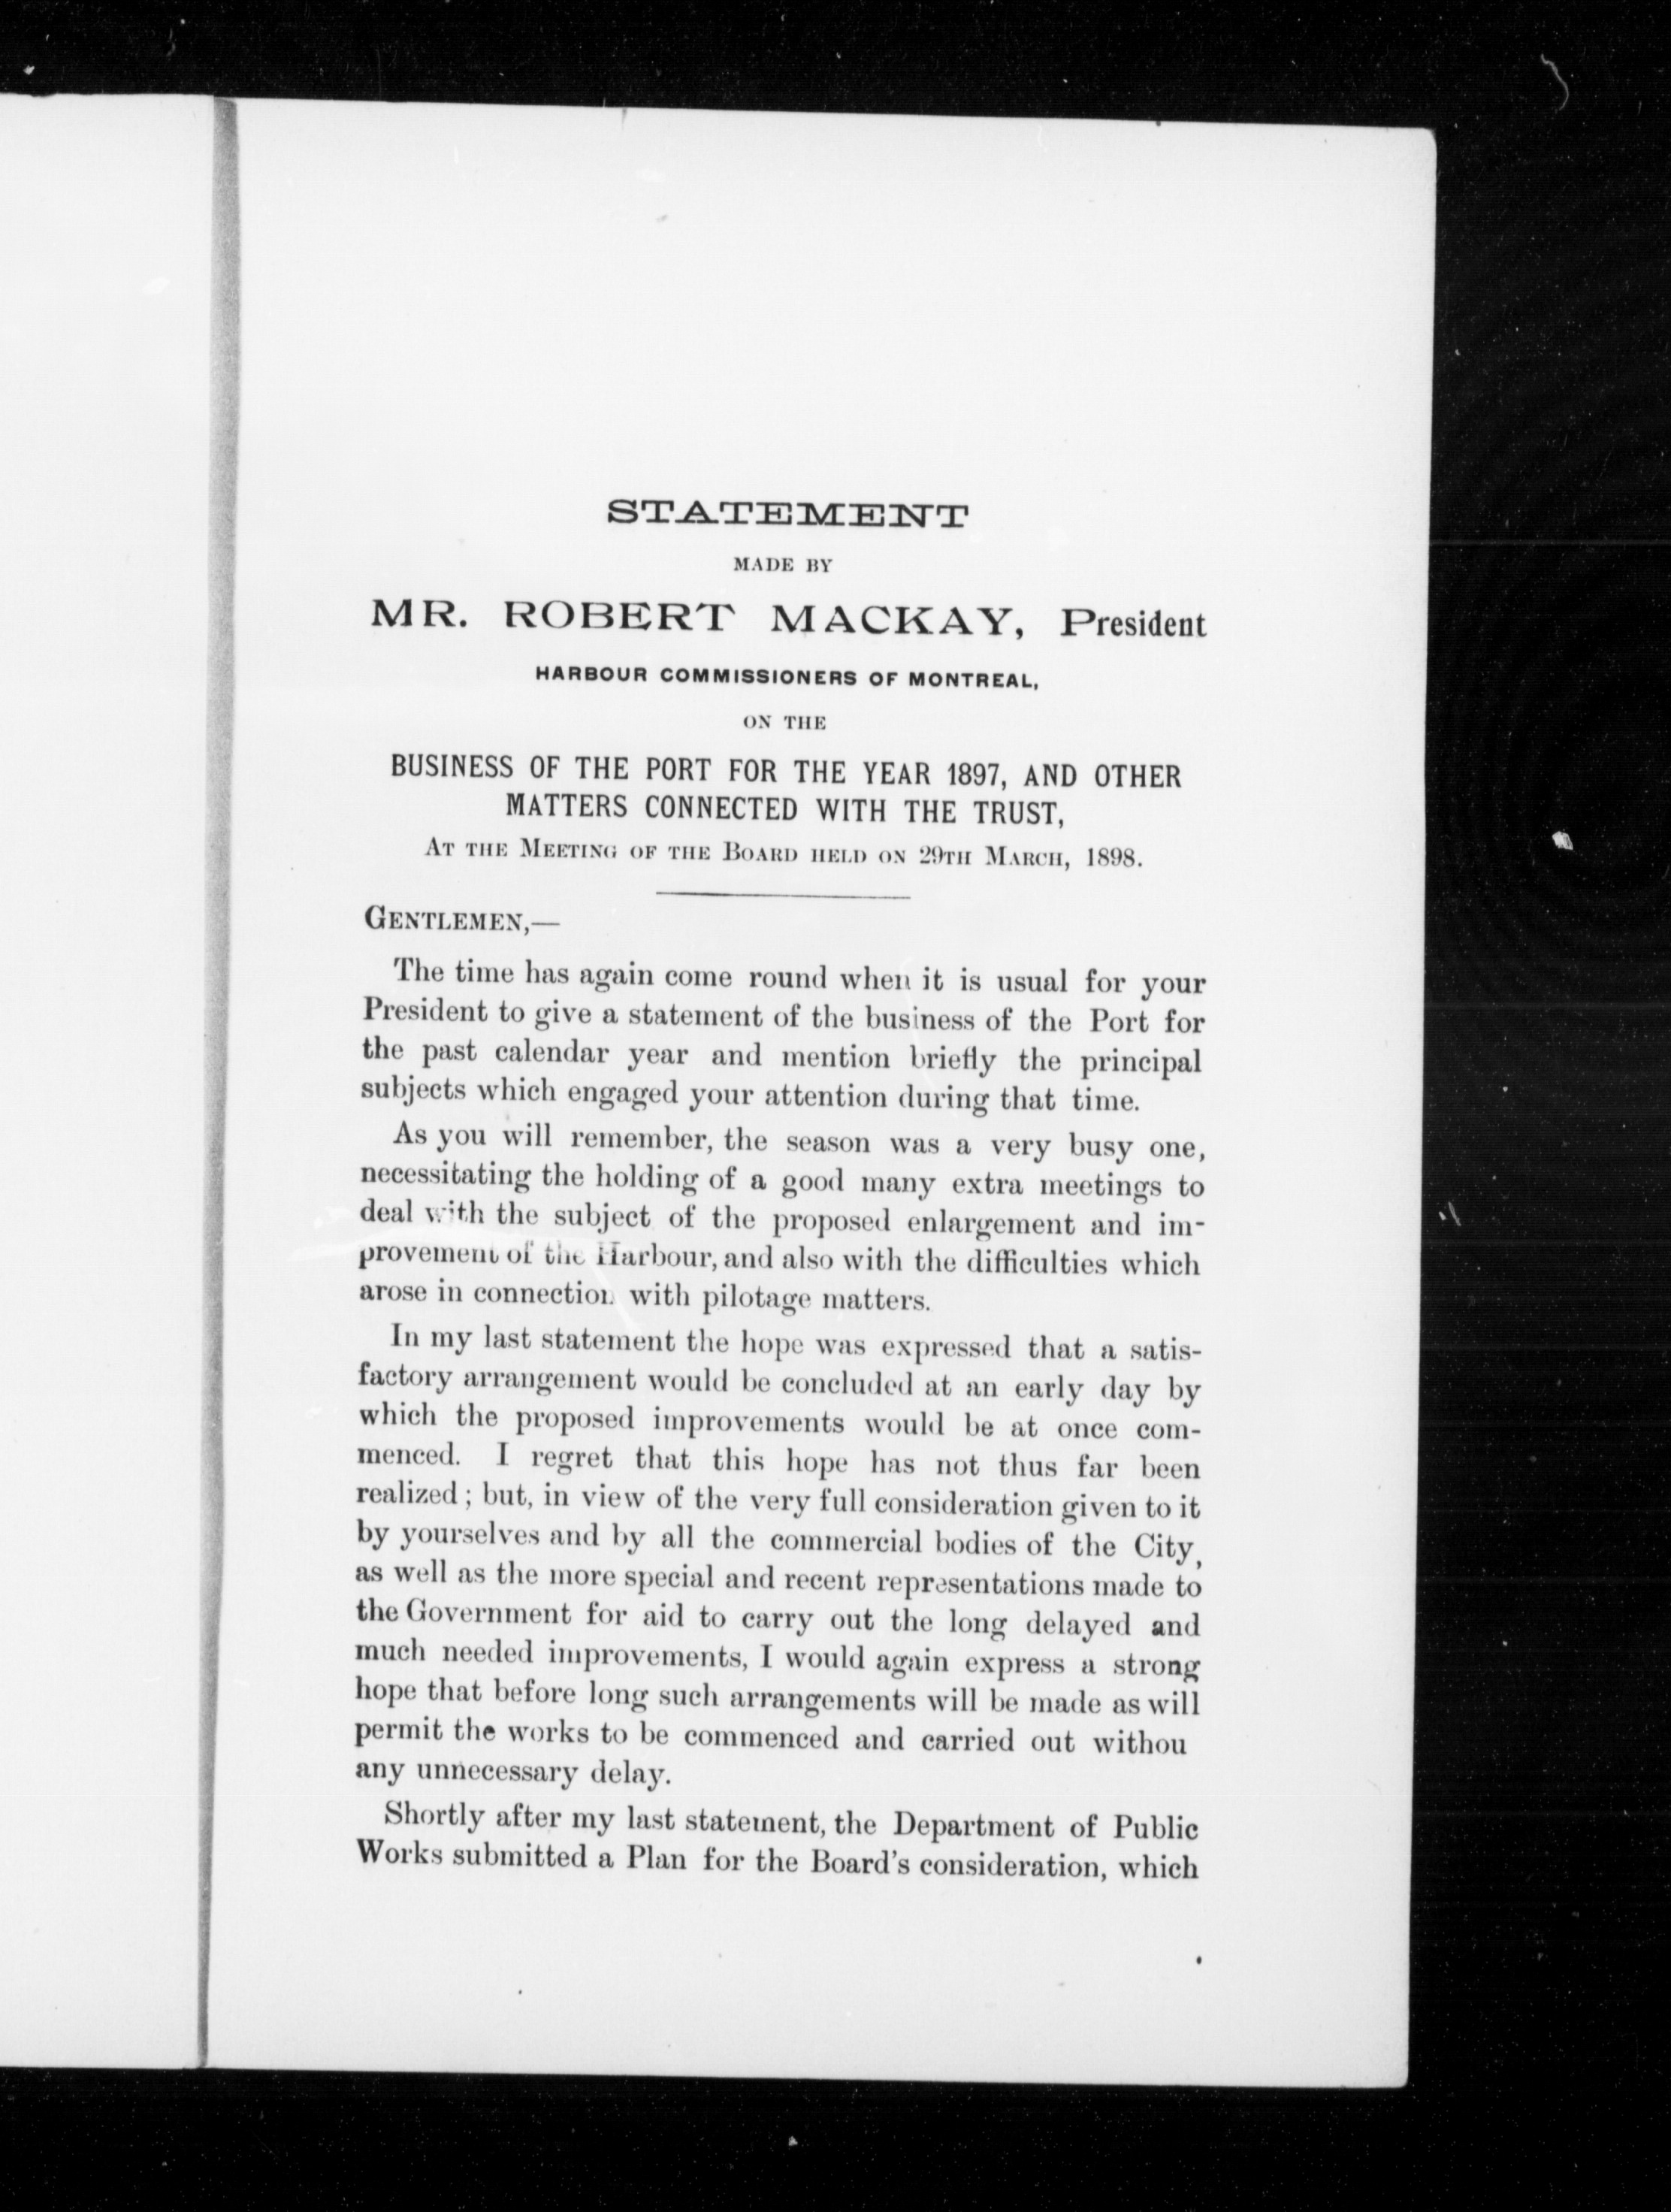 STATEMENT
MADE BY
MR. ROBERT MACKAY, President
HARBOUR COMMISSIONERS OF MONTREAL,
ON THE
BUSINESS OF THE PORT FOR THE YEAR 1897, AND OTHER
MATTERS CONNECTED WITH THE TRUST,
AT THE MEETING OF THE BOARD HELD ON 29TH MARCH, 1898.
GENTLEMEN,—
The time has again come round when it is usual for your
President to give a statement of the business of the Port for
the past calendar year and mention briefly the principal
subjects which engaged your attention during that time.
As you will remember, the season was a very busy one,
necessitating the holding of a good many extra meetings to
deal with the subject of the proposed enlargement and im-
provement of the Harbour, and also with the difficulties which
arose in connection with pilotage matters.
In my last statement the hope was expressed that a satis-
factory arrangement would be concluded at an early day by
which the proposed improvements would be at once com-
menced. I regret that this hope has not thus far been
realized; but, in view of the very full consideration given to it
by yourselves and by all the commercial bodies of the City,
as well as the more special and recent representations made to
the Government for aid to carry out the long delayed and
much needed improvements, I would again express a strong
hope that before long such arrangements will be made as will
permit the works to be commenced and carried out withou
any unnecessary delay.
Shortly after my last statement, the Department of Public
Works submitted a Plan for the Board's consideration, which